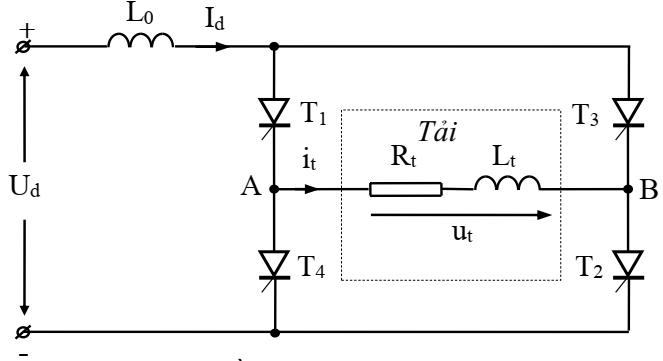 L₀
I_d
+
T₁
T₃
Tải
i_t
R_t
L_t
A
B
U_d
u_t
T₄
T₂
-